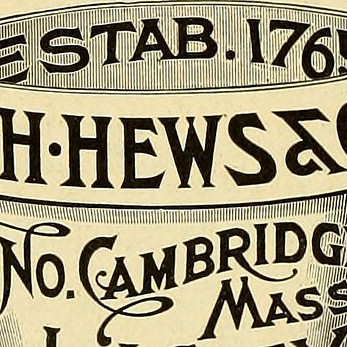 ESTAB. 1765
H. HEWS &
No. CAMBRIDG
MASS